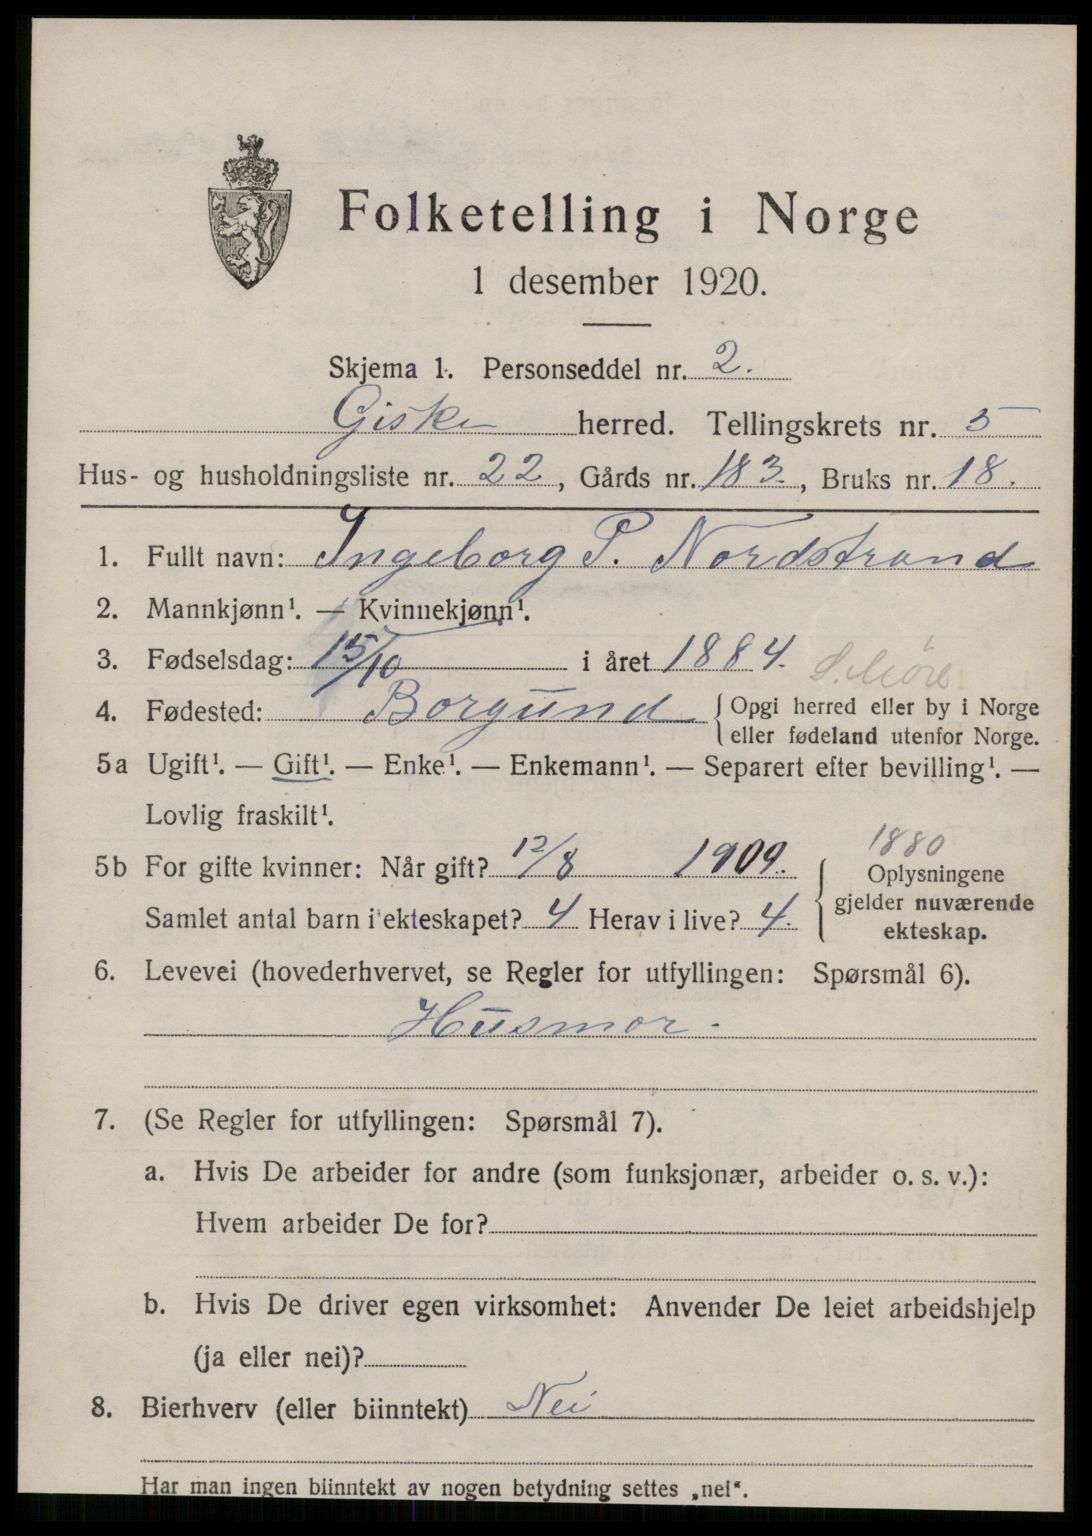 Folketelling i Norge
1 desember 1920.
Skjema 1. Personseddel nr. 2.
Giske herred. Tellingskrets nr. 5
Hus- og husholdningsliste nr. 22, Gårds nr. 183., Bruks nr. 18.
1. Fullt navn: Ingeborg P. Nordstrand
2. Mannkjønn¹. — Kvinnekjønn¹.
3. Fødselsdag: 15/10 i året 1884.
S. Møre
4. Fødested: Borgund { Opgi herred eller by i Norge
eller fødeland utenfor Norge.
5a Ugift¹. — Gift¹. — Enke¹. — Enkemann¹. — Separert efter bevilling¹. —
Lovlig fraskilt¹.
5b For gifte kvinner: Når gift? 12/8 1909.
Samlet antal barn i ekteskapet? 4 Herav i live? 4.
1880
Oplysningene
gjelder nuværende
ekteskap.
6. Levevei (hovederhvervet, se Regler for utfyllingen: Spørsmål 6).
Husmor.
7. (Se Regler for utfyllingen: Spørsmål 7).
a. Hvis De arbeider for andre (som funksjonær, arbeider o. s. v.):
Hvem arbeider De for?
b. Hvis De driver egen virksomhet: Anvender De leiet arbeidshjelp
(ja eller nei)?
8. Bierhverv (eller biinntekt) Nei
Har man ingen biinntekt av nogen betydning settes „nei“.